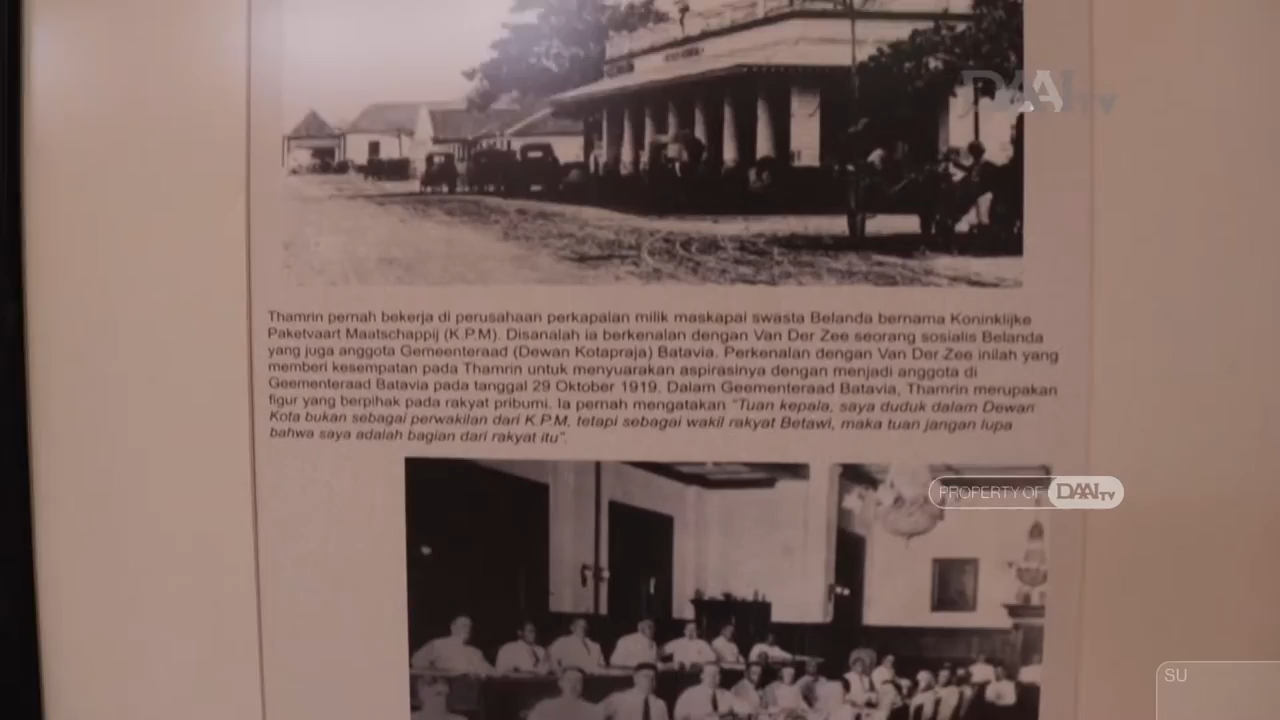 DAAI TV
Thamrin pernah bekerja di perusahaan perkapalan milik maskapai swasta Belanda bernama Koninklijke
Paketvaart Maatschappij (K.P.M). Disanalah ia berkenalan dengan Van Der Zee seorang sosialis Belanda
yang juga anggota Gemeenteraad (Dewan Kotapraja) Batavia. Perkenalan dengan Van Der Zee inilah yang
memberi kesempatan pada Thamrin untuk menyuarakan aspirasinya dengan menjadi anggota di
Geementeraad Batavia pada tanggal 29 Oktober 1919. Dalam Geementeraad Batavia, Thamrin merupakan
figur yang berpihak pada rakyat pribumi. Ia pernah mengatakan "Tuan kepala, saya duduk dalam Dewan
Kota bukan sebagai perwakilan dari K.P.M, tetapi sebagai wakil rakyat Betawi, maka tuan jangan lupa
bahwa saya adalah bagian dari rakyat itu".
PROPERTY OF DAAI TV
SU